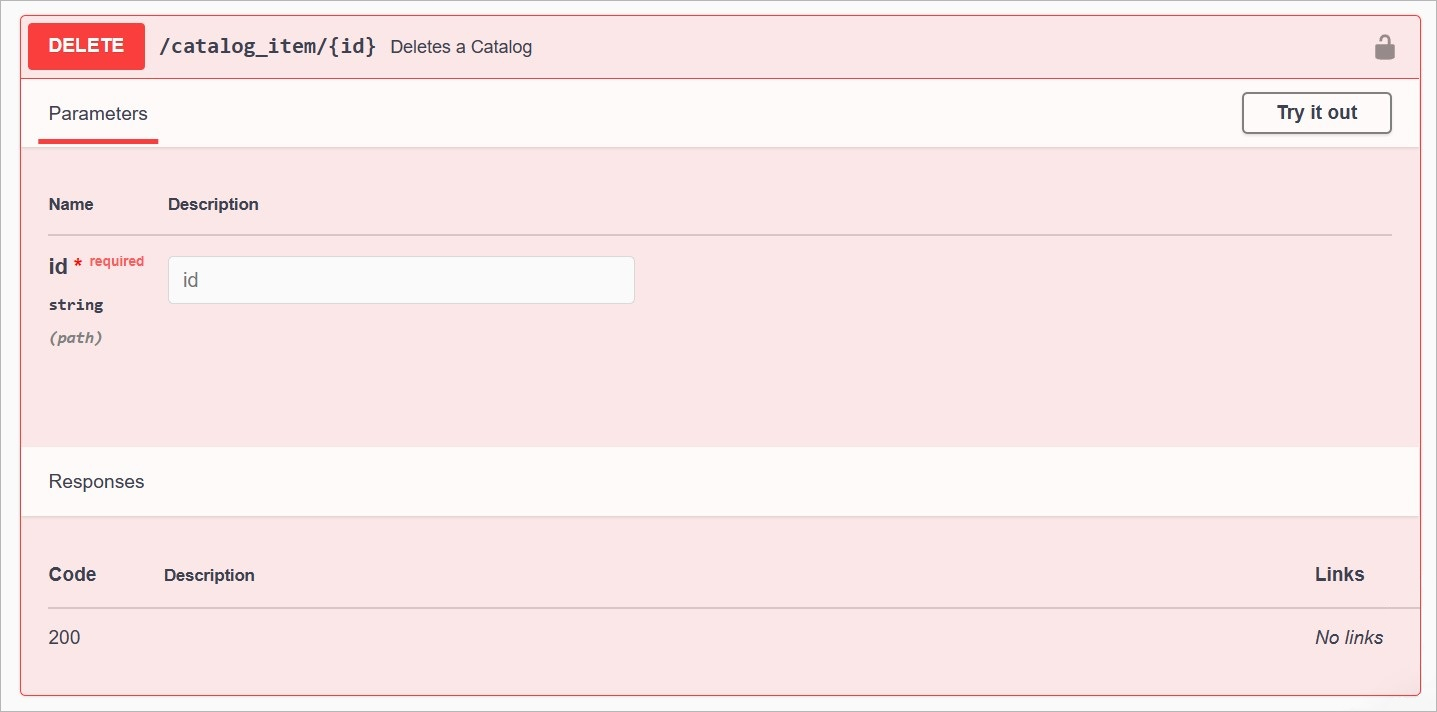 DELETE /catalog_item/{id} Deletes a Catalog
Parameters Try it out
Name Description
id * required id
string
(path)
Responses
Code Description Links
200 No links